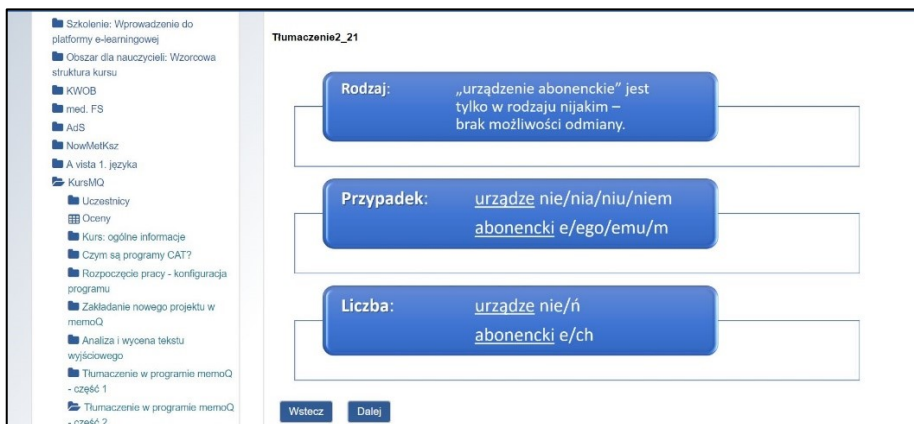 Szkolenie: Wprowadzenie do
platformy e-learningowej
Obszar dla nauczycieli: Wzorcowa
struktura kursu
KWOB
med. FS
AdS
NowMetKsz
A vista 1. języka
KursMQ
Uczestnicy
Oceny
Kurs: ogólne informacje
Czym są programy CAT?
Rozpoczęcie pracy - konfiguracja
programu
Zakładanie nowego projektu w
memoQ
Analiza i wycena tekstu
wyjściowego
Tłumaczenie w programie memoQ
- część 1
Tłumaczenie w programie memoQ
- część 2
Tłumaczenie2_21
Rodzaj: „urządzenie abonenckie” jest
tylko w rodzaju nijakim –
brak możliwości odmiany.
Przypadek: urządze nie/nia/niu/niem
abonencki e/ego/emu/m
Liczba: urządze nie/ń
abonencki e/ch
Wstecz Dalej